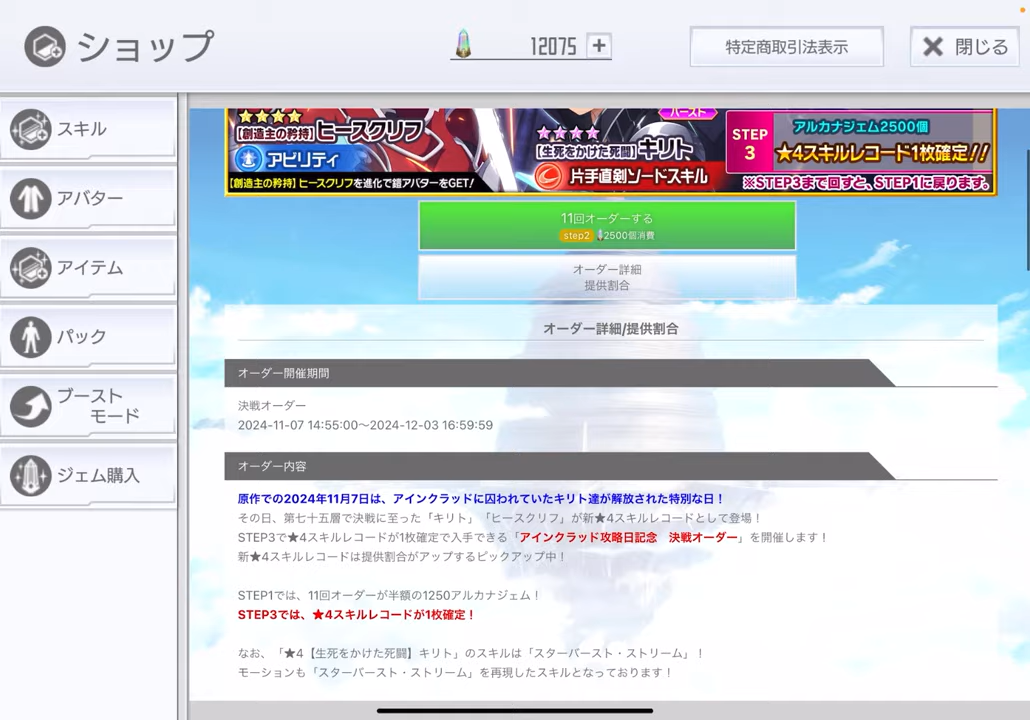 ショップ
12075
特定商取引法表示
閉じる
スキル
アバター
アイテム
パック
ブースト
モード
ジェム購入
【創造主の矜持】ヒースクリフ
アビリティ
【創造主の矜持】ヒースクリフを進化で鎧アバターをGET!
バースト
【生死をかけた死闘】キリト
片手直剣ソードスキル
STEP
3
アルカナジェム2500個
★4スキルレコード1枚確定!!
※STEP3まで回すと、STEP1に戻ります。
11回オーダーする
step2 2500個消費
オーダー詳細
提供割合
オーダー詳細/提供割合
オーダー開催期間
決戦オーダー
2024-11-07 14:55:00〜2024-12-03 16:59:59
オーダー内容
原作での2024年11月7日は、アインクラッドに囚われていたキリト達が解放された特別な日！
その日、第七十五層で決戦に至った「キリト」「ヒースクリフ」が新★4スキルレコードとして登場！
STEP3で★4スキルレコードが1枚確定で入手できる「アインクラッド攻略日記念　決戦オーダー」を開催します！
新★4スキルレコードは提供割合がアップするピックアップ中！
STEP1では、11回オーダーが半額の1250アルカナジェム！
STEP3では、★4スキルレコードが1枚確定！
なお、「★4【生死をかけた死闘】キリト」のスキルは「スターバースト・ストリーム」！
モーションも「スターバースト・ストリーム」を再現したスキルとなっております！